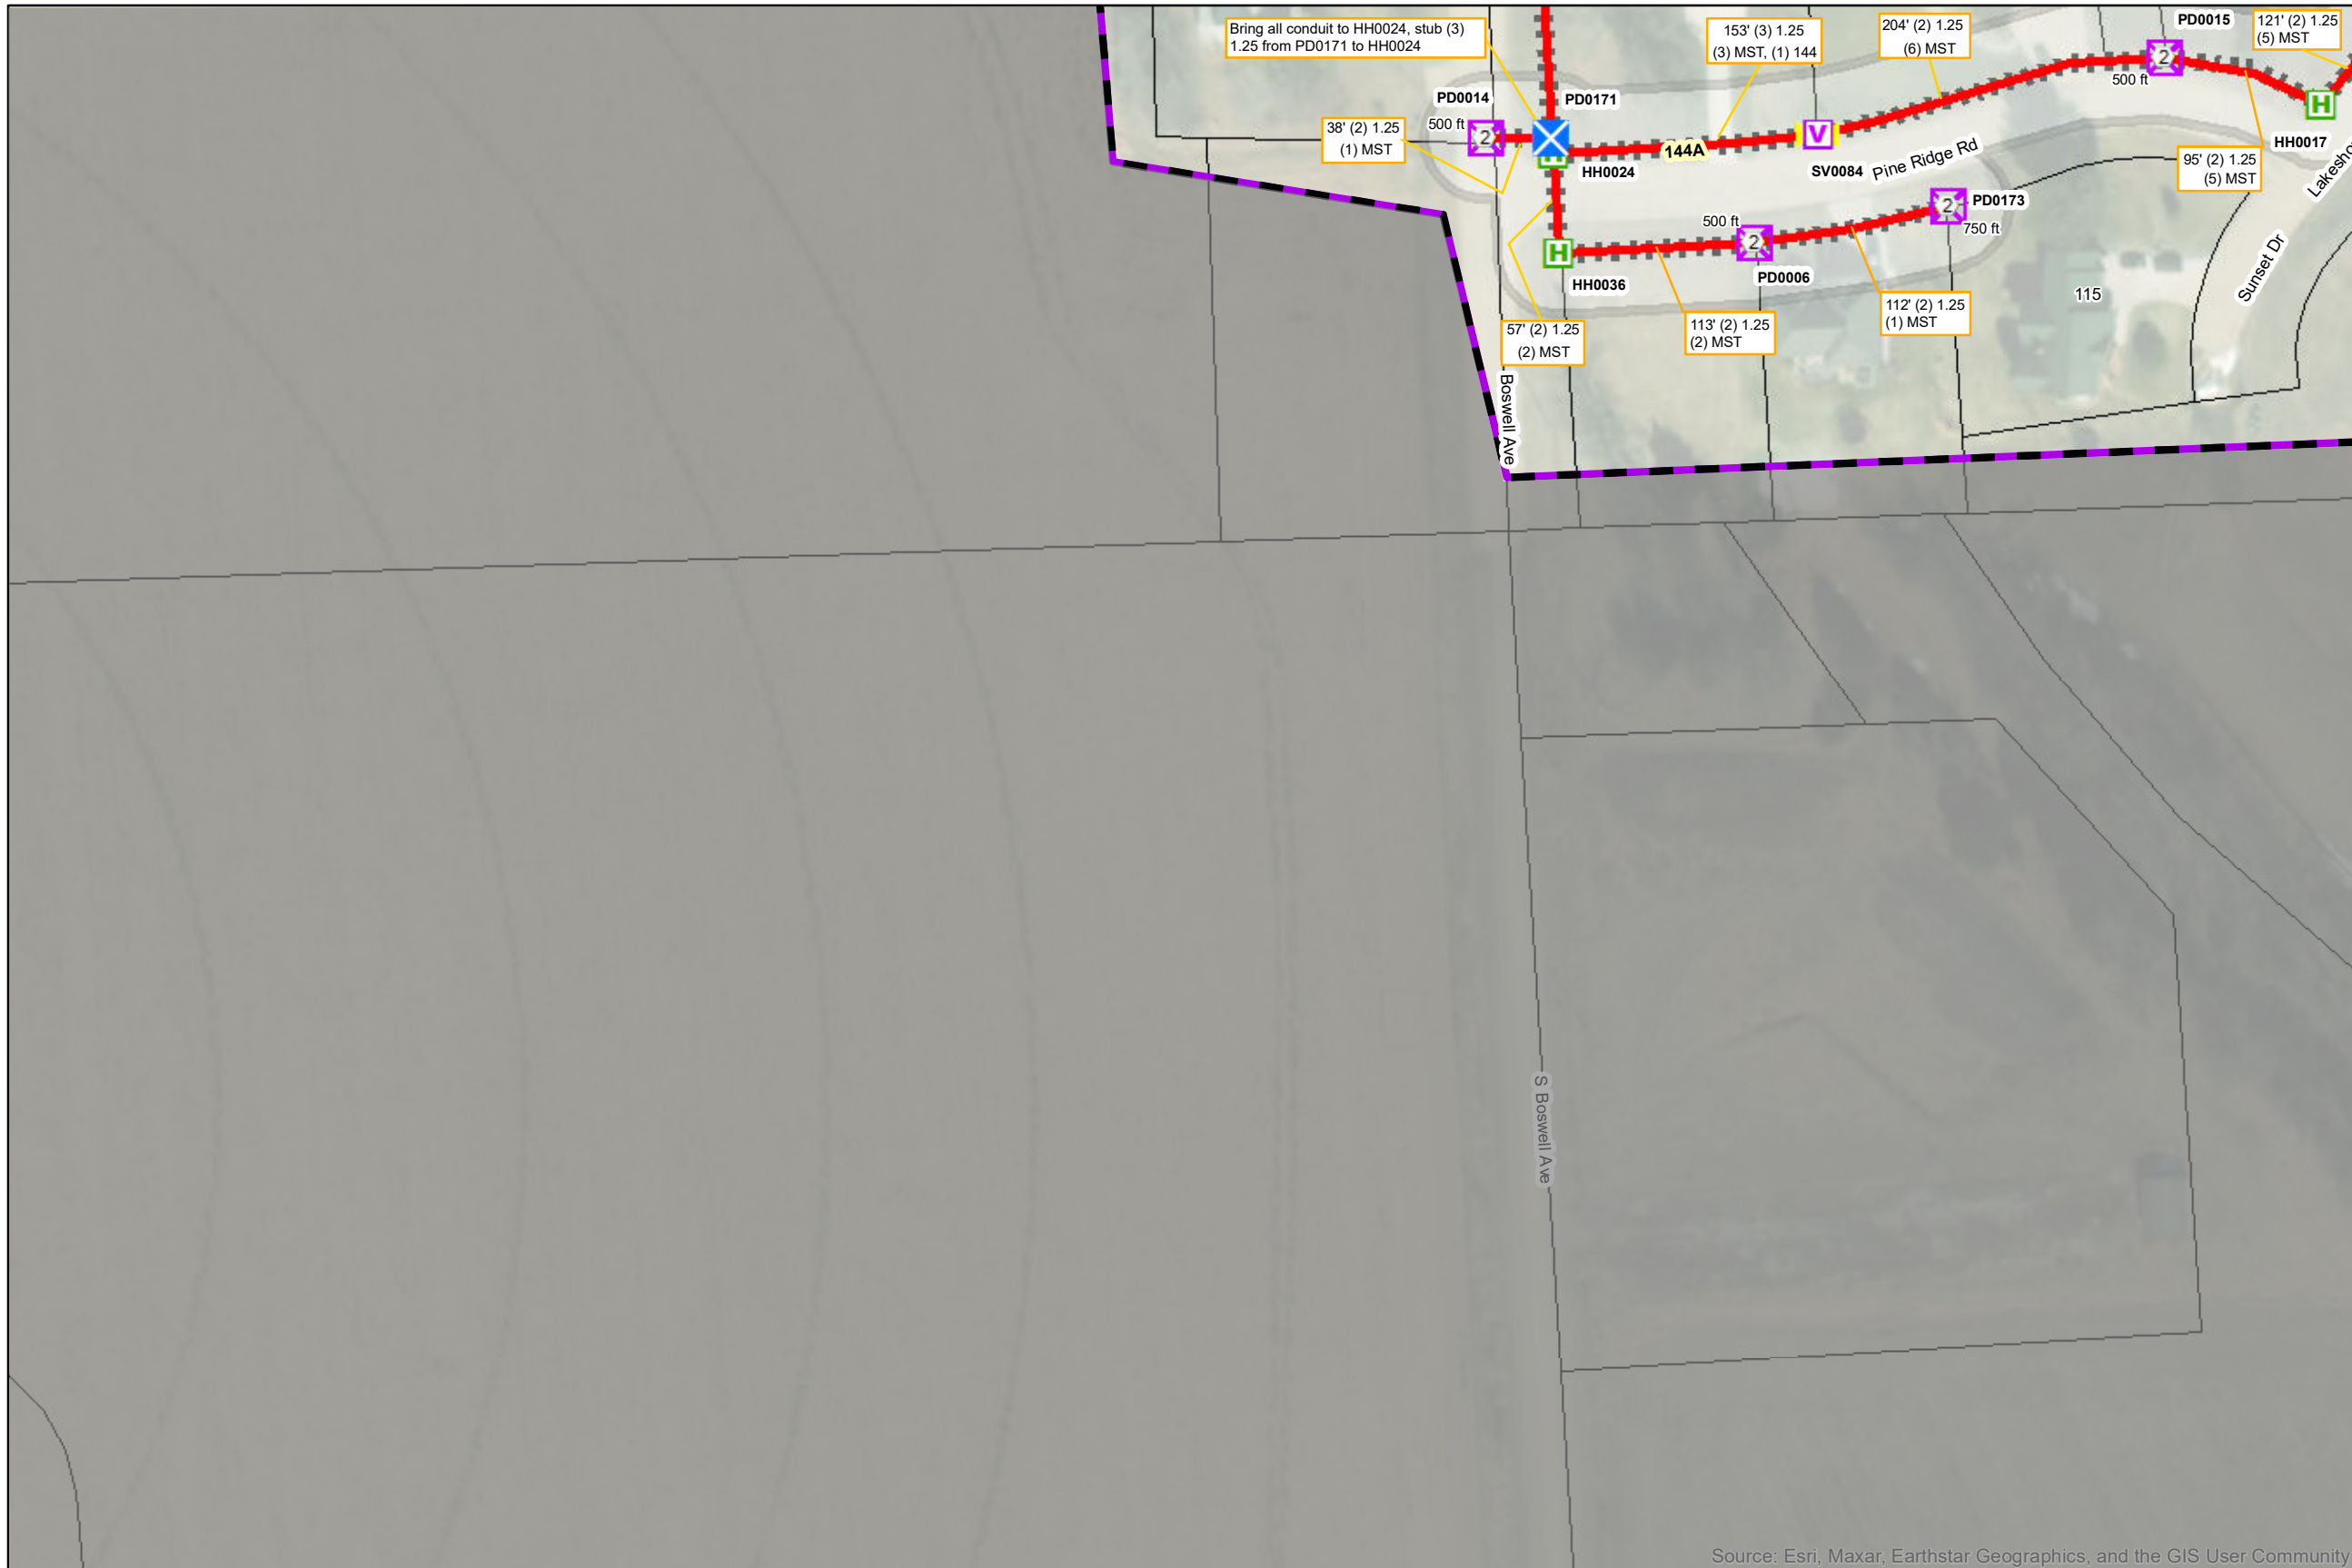 Bring all conduit to HH0024, stub (3)
1.25 from PD0171 to HH0024
153' (3) 1.25
(3) MST, (1) 144
204' (2) 1.25
(6) MST
PD0015
121' (2) 1.25
(5) MST
2
500 ft
H
HH0017
PD0014
500 ft
2
PD0171
38' (2) 1.25
(1) MST
H
HH0024
144A
V
SV0084
Pine Ridge Rd
95' (2) 1.25
(5) MST
2
PD0173
750 ft
500 ft
2
PD0006
H
HH0036
Sunset Dr
115
57' (2) 1.25
(2) MST
113' (2) 1.25
(2) MST
112' (2) 1.25
(1) MST
Boswell Ave
S Boswell Ave
Source: Esri, Maxar, Earthstar Geographics, and the GIS User Community